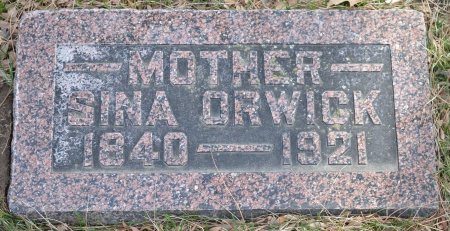 — MOTHER —
SINA ORWICK
1840 — 1921